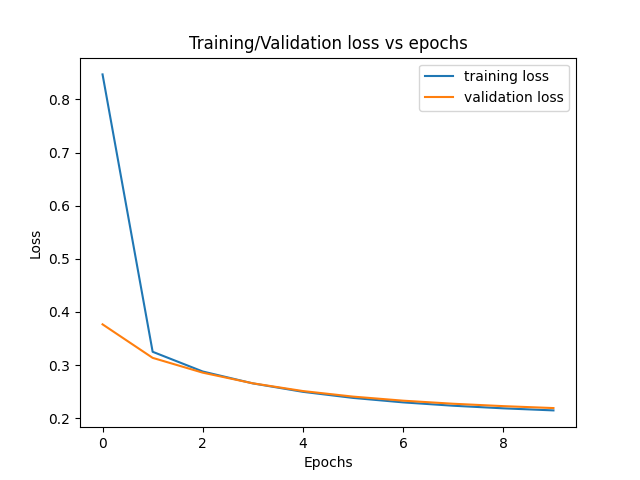 Training/Validation loss vs epochs
training loss
validation loss
0.8
0.7
0.6
0.5
0.4
0.3
0.2
Loss
0 2 4 6 8
Epochs